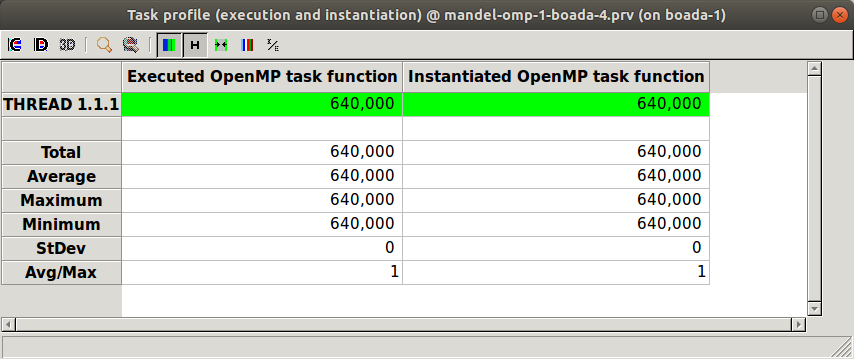 Task profile (execution and instantiation) @ mandel-omp-1-boada-4.prv (on boada-1)
3D
Executed OpenMP task function Instantiated OpenMP task function
THREAD 1.1.1 640,000 640,000
Total 640,000 640,000
Average 640,000 640,000
Maximum 640,000 640,000
Minimum 640,000 640,000
StDev 0 0
Avg/Max 1 1